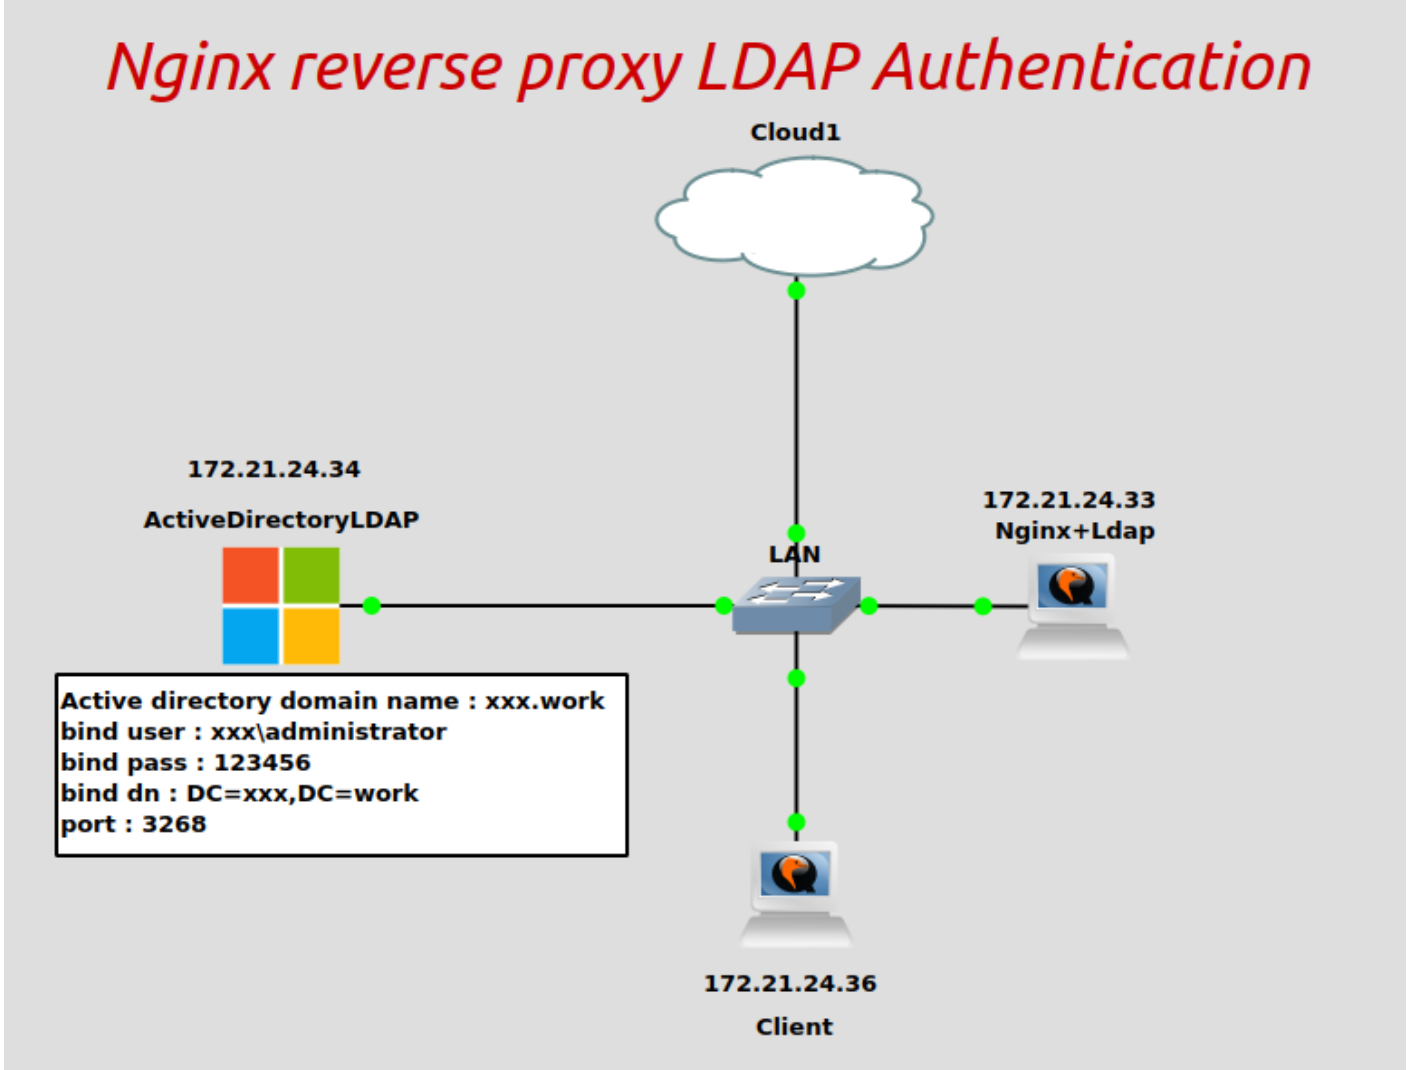 Nginx reverse proxy LDAP Authentication
Cloud1
172.21.24.34
ActiveDirectoryLDAP
172.21.24.33
Nginx+Ldap
LAN
Active directory domain name : xxx.work
bind user : xxx\administrator
bind pass : 123456
bind dn : DC=xxx,DC=work
port : 3268
172.21.24.36
Client